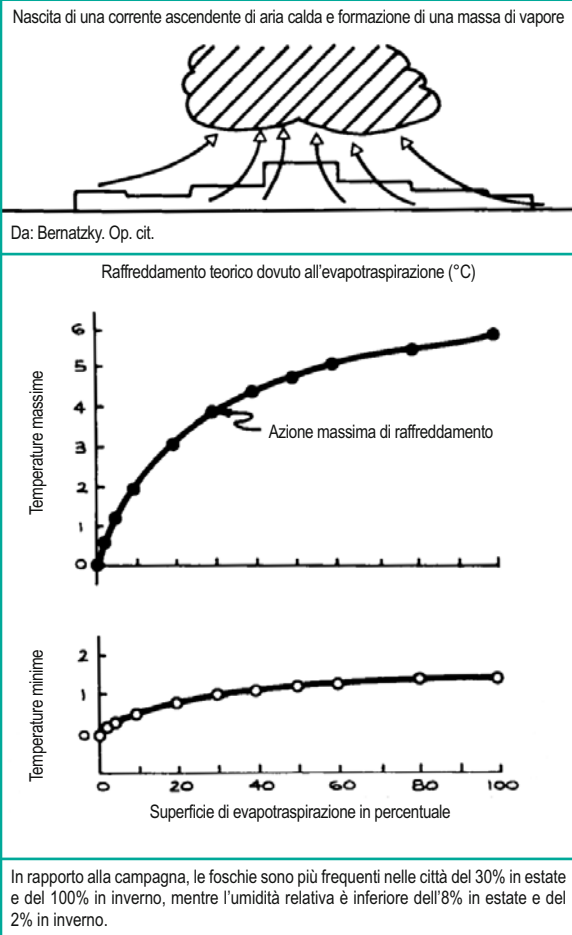 Nascita di una corrente ascendente di aria calda e formazione di una massa di vapore
Da: Bernatzky. Op. cit.
Raffreddamento teorico dovuto all'evapotraspirazione (°C)
Temperature massime
6
5
4
3
2
1
0
Azione massima di raffreddamento
Temperature minime
2
1
0
0 20 40 60 80 100
Superficie di evapotraspirazione in percentuale
In rapporto alla campagna, le foschie sono più frequenti nelle città del 30% in estate
e del 100% in inverno, mentre l'umidità relativa è inferiore dell'8% in estate e del
2% in inverno.